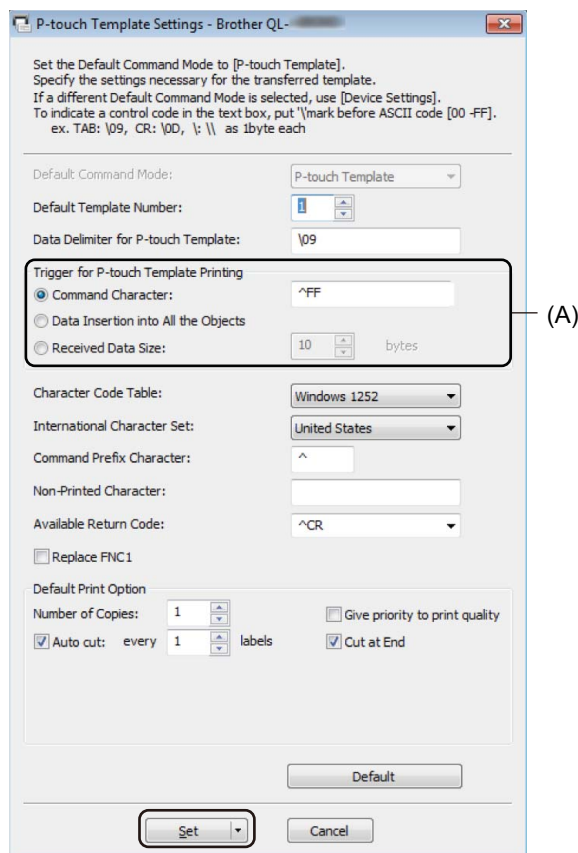 P-touch Template Settings - Brother QL-
Set the Default Command Mode to [P-touch Template].
Specify the settings necessary for the transferred template.
If a different Default Command Mode is selected, use [Device Settings].
To indicate a control code in the text box, put '\'mark before ASCII code [00 -FF].
ex. TAB: \09, CR: \0D, \: \\ as 1byte each
Default Command Mode: P-touch Template
Default Template Number: 1
Data Delimiter for P-touch Template: \09
Trigger for P-touch Template Printing
Command Character: ^FF
(A)
Data Insertion into All the Objects
Received Data Size: 10 bytes
Character Code Table: Windows 1252
International Character Set: United States
Command Prefix Character: ^
Non-Printed Character:
Available Return Code: ^CR
Replace FNC1
Default Print Option
Number of Copies: 1 Give priority to print quality
Auto cut: every 1 labels Cut at End
Default
Set Cancel